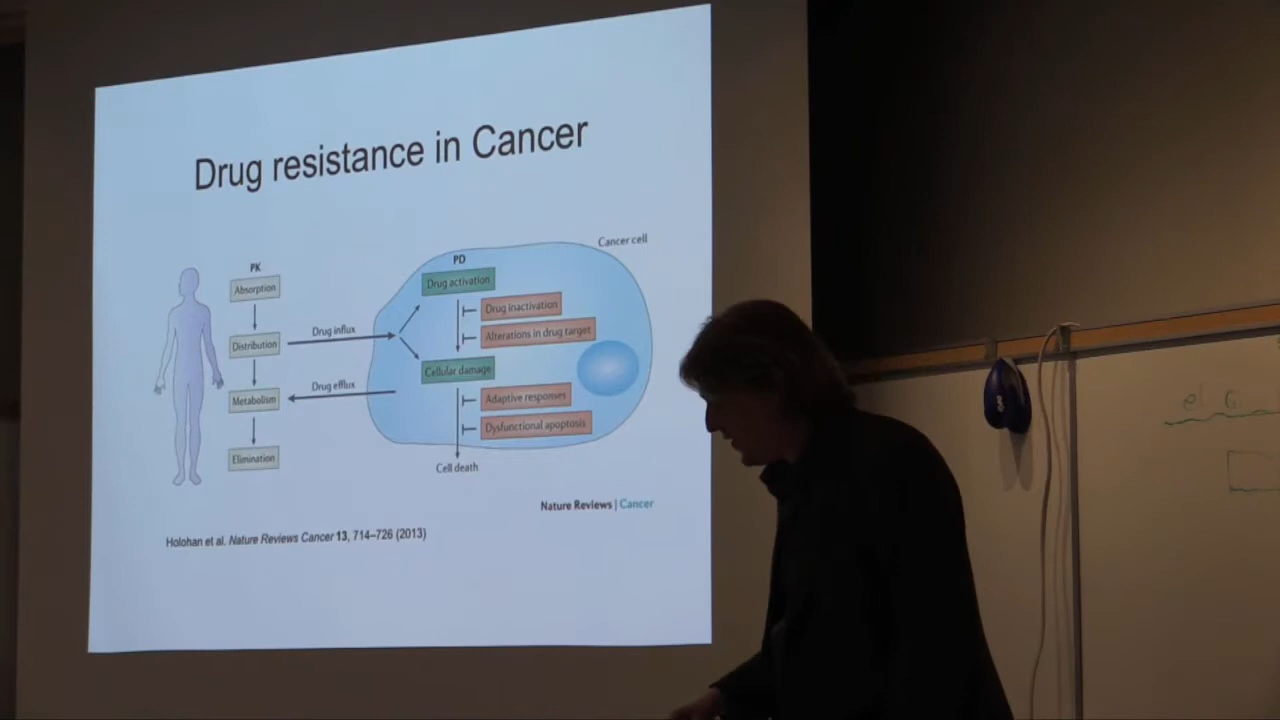 Drug resistance in Cancer
Cancer cell
PK
PD
Absorption
Drug activation
Drug inactivation
Drug influx
Alterations in drug target
Distribution
Cellular damage
Drug efflux
Metabolism
Adaptive responses
Dysfunctional apoptosis
Elimination
Cell death
Nature Reviews | Cancer
Holohan et al. Nature Reviews Cancer 13, 714–726 (2013)
el G